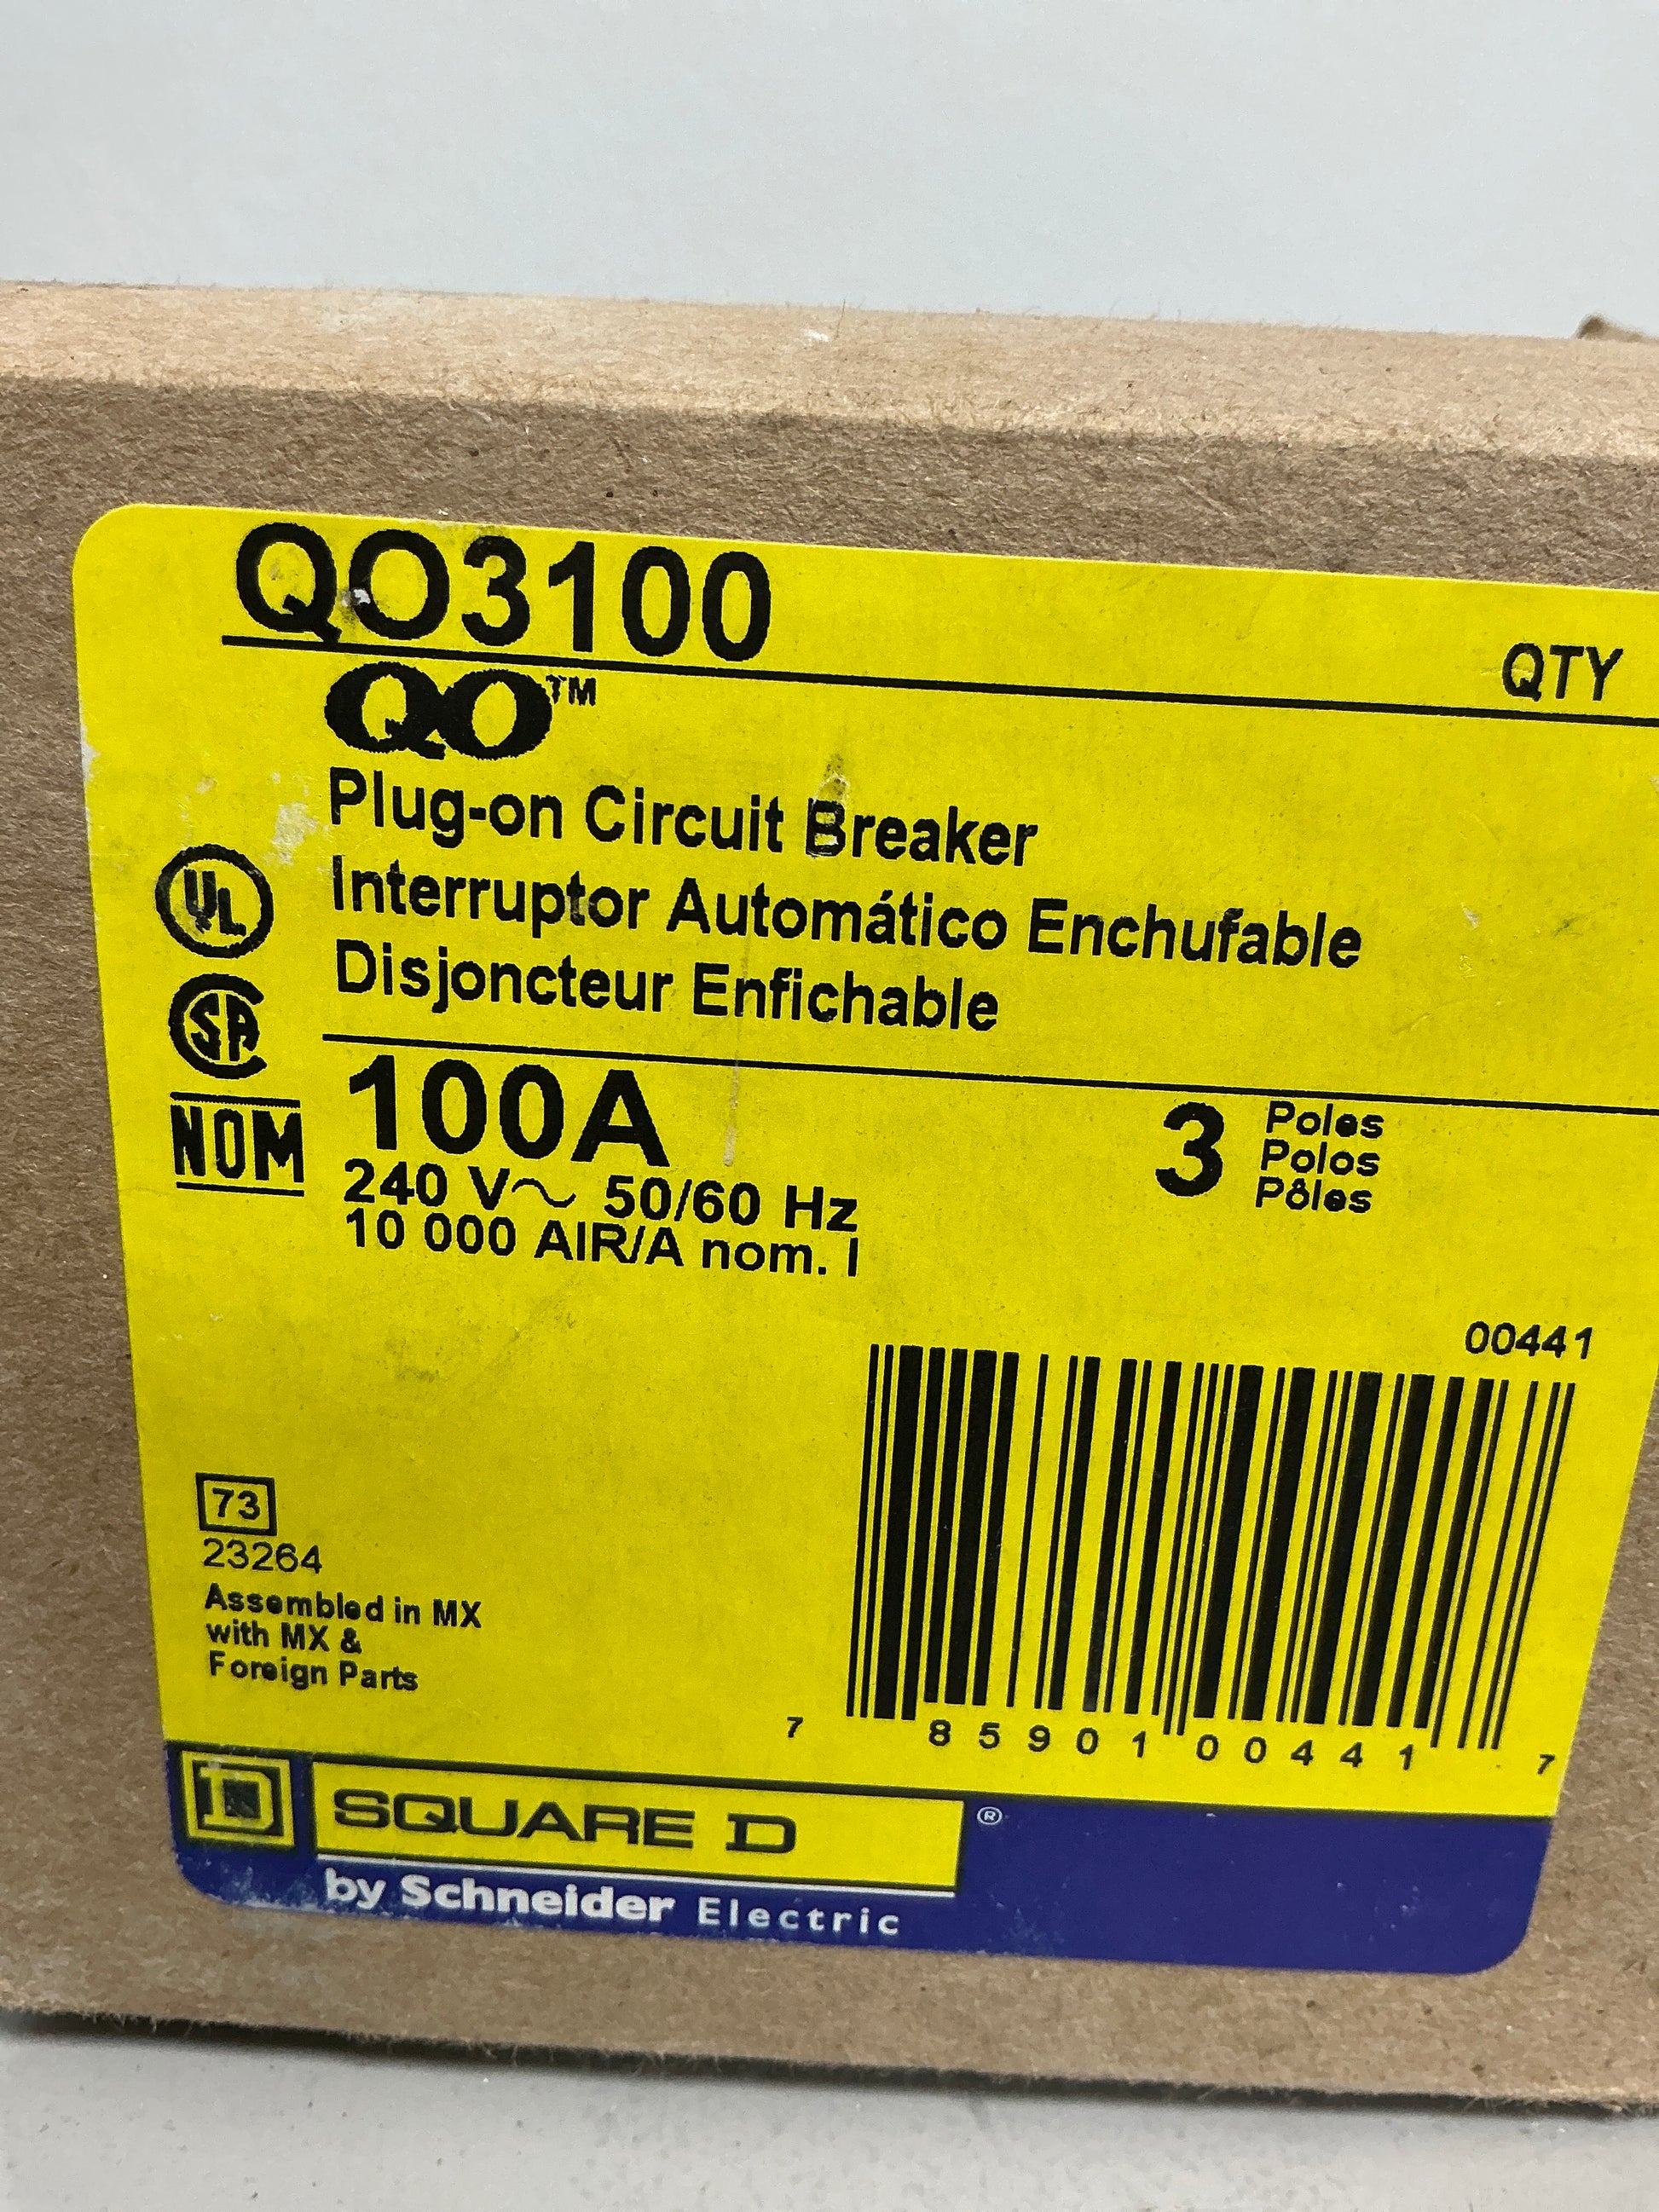 QO3100
QTY
QO™
Plug-on Circuit Breaker
Interruptor Automático Enchufable
Disjoncteur Enfichable
UL
SA
NOM
100A
240 V~ 50/60 Hz
10 000 AIR/A nom. I
3 Poles
Polos
Pôles
00441
7 85901 00441 7
73
23264
Assembled in MX
with MX &
Foreign Parts
D SQUARE D ®
by Schneider Electric